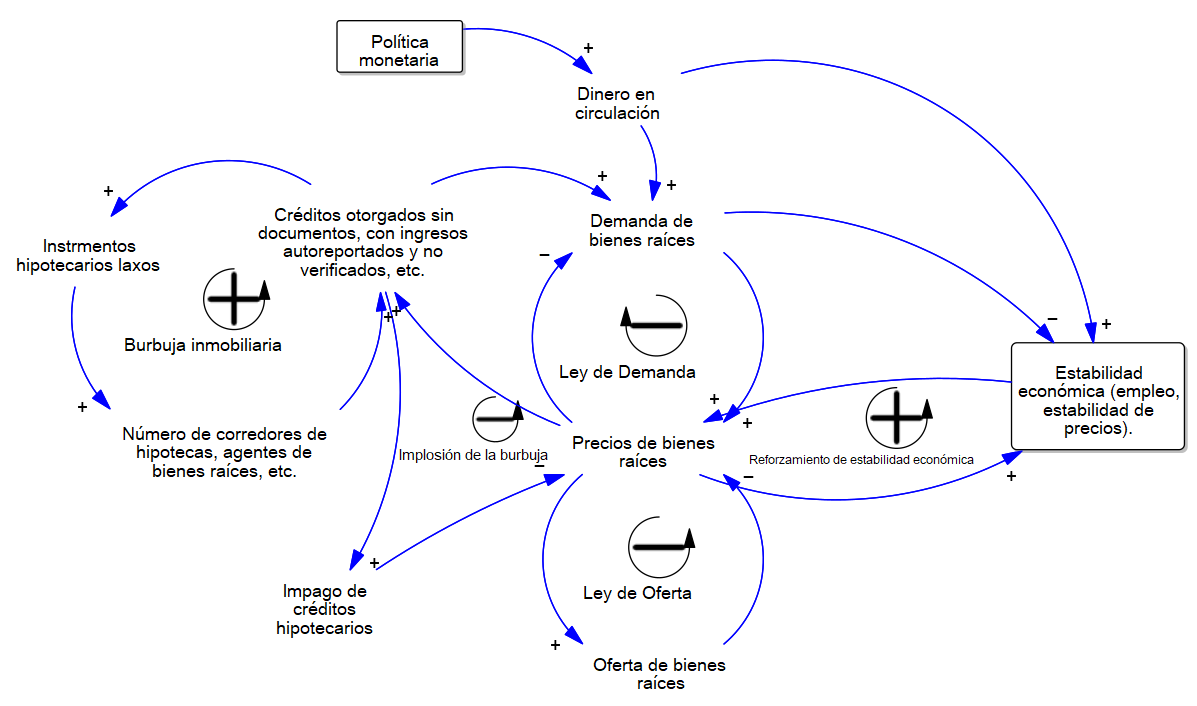 Política
monetaria
+
Dinero en
circulación
+
+
+
Créditos otorgados sin
documentos, con ingresos
autoreportados y no
verificados, etc.
Demanda de
bienes raíces
Instrmentos
hipotecarios laxos
–
Burbuja inmobiliaria
+
+
Ley de Demanda
–
+
Estabilidad
económica (empleo,
estabilidad de
precios).
+
Número de corredores de
hipotecas, agentes de
bienes raíces, etc.
+
+
Precios de bienes
raíces
Implosión de la burbuja
–
Reforzamiento de estabilidad económica
–
+
+
Impago de
créditos
hipotecarios
Ley de Oferta
+
Oferta de bienes
raíces